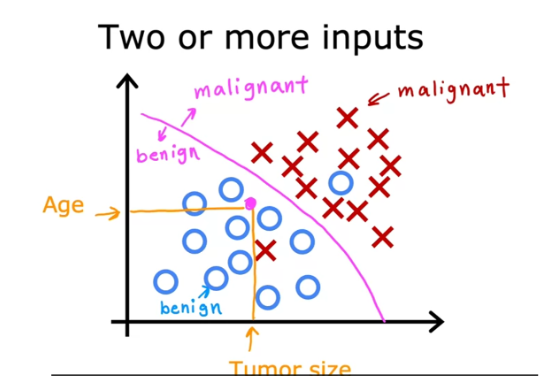 Two or more inputs
malignant
malignant
benign
Age
benign
Tumor size